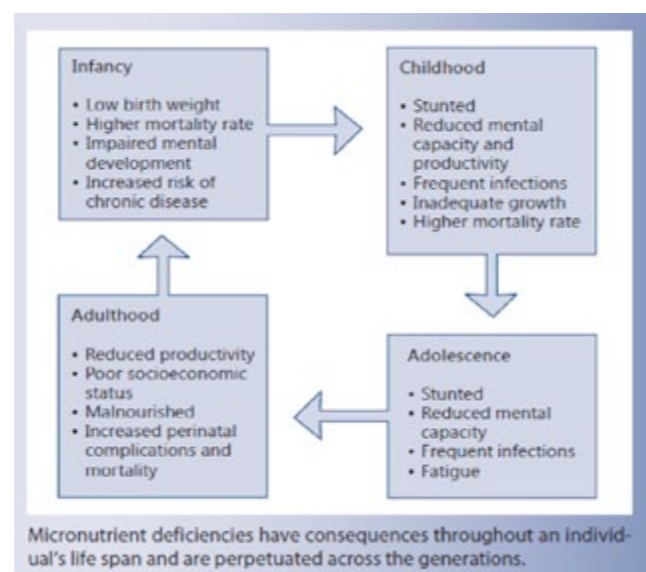 Infancy
• Low birth weight
• Higher mortality rate
• Impaired mental
development
• Increased risk of
chronic disease
Childhood
• Stunted
• Reduced mental
capacity and
productivity
• Frequent infections
• Inadequate growth
• Higher mortality rate
Adolescence
• Stunted
• Reduced mental
capacity
• Frequent infections
• Fatigue
Adulthood
• Reduced productivity
• Poor socioeconomic
status
• Malnourished
• Increased perinatal
complications and
mortality
Micronutrient deficiencies have consequences throughout an individ-
ual's life span and are perpetuated across the generations.